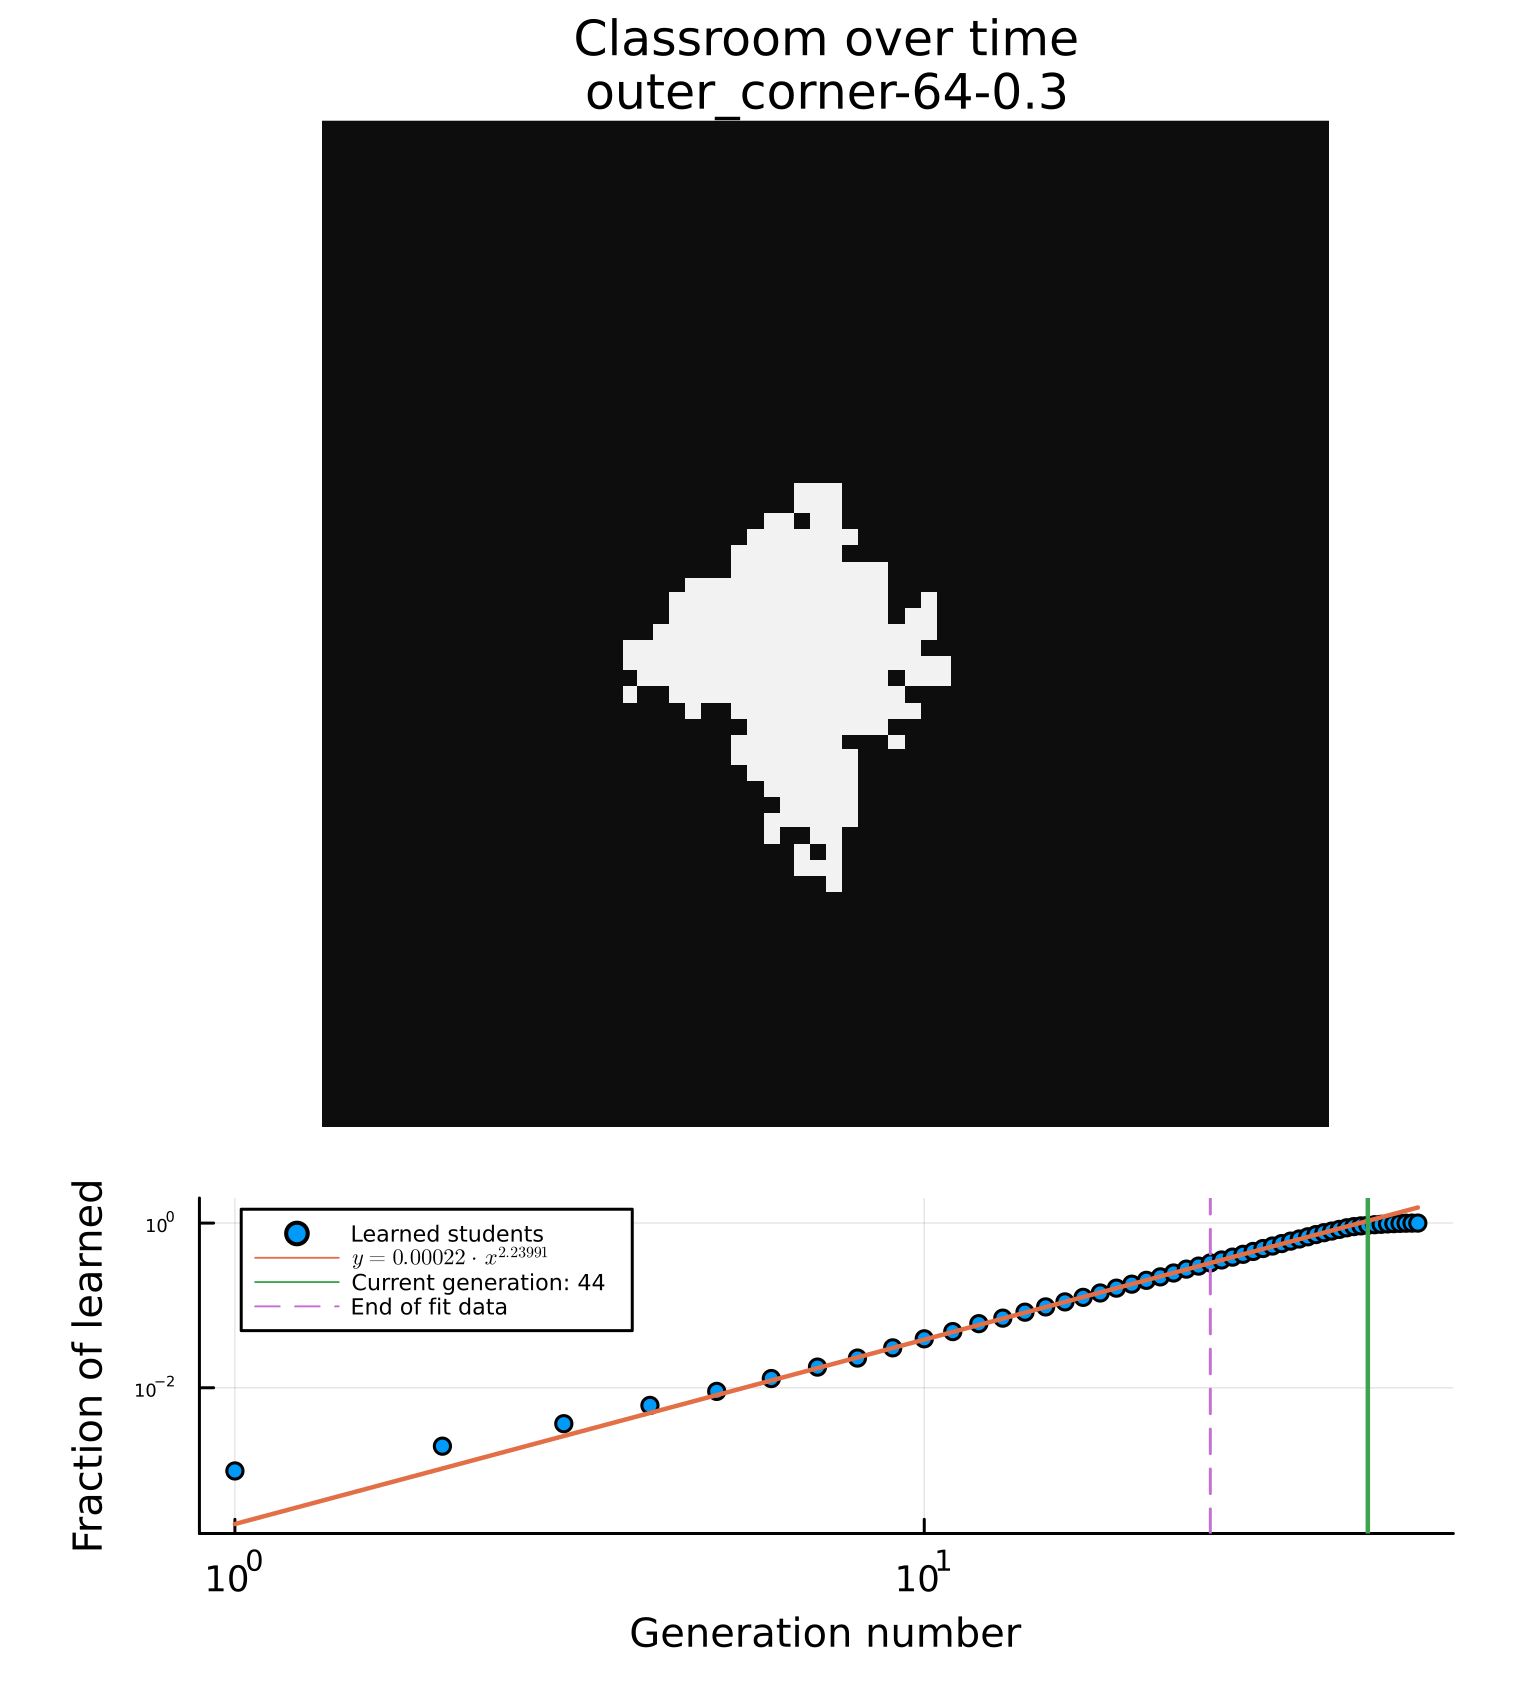 Classroom over time
outer_corner-64-0.3
Fraction of learned
10^0
10^-2
Learned students
y = 0.00022 · x^2.23991
Current generation: 44
End of fit data
10^0
10^1
Generation number